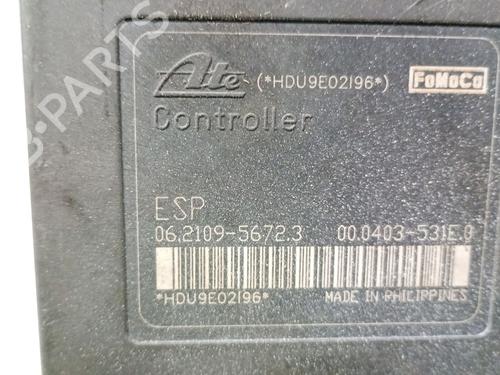 Ate (*HDU9E02I96*) FoMoCo
Controller
ESP
06.2109-5672.3 00.0403-531E.0
*HDU9E02I96*
MADE IN PHILIPPINES
B-PARTS